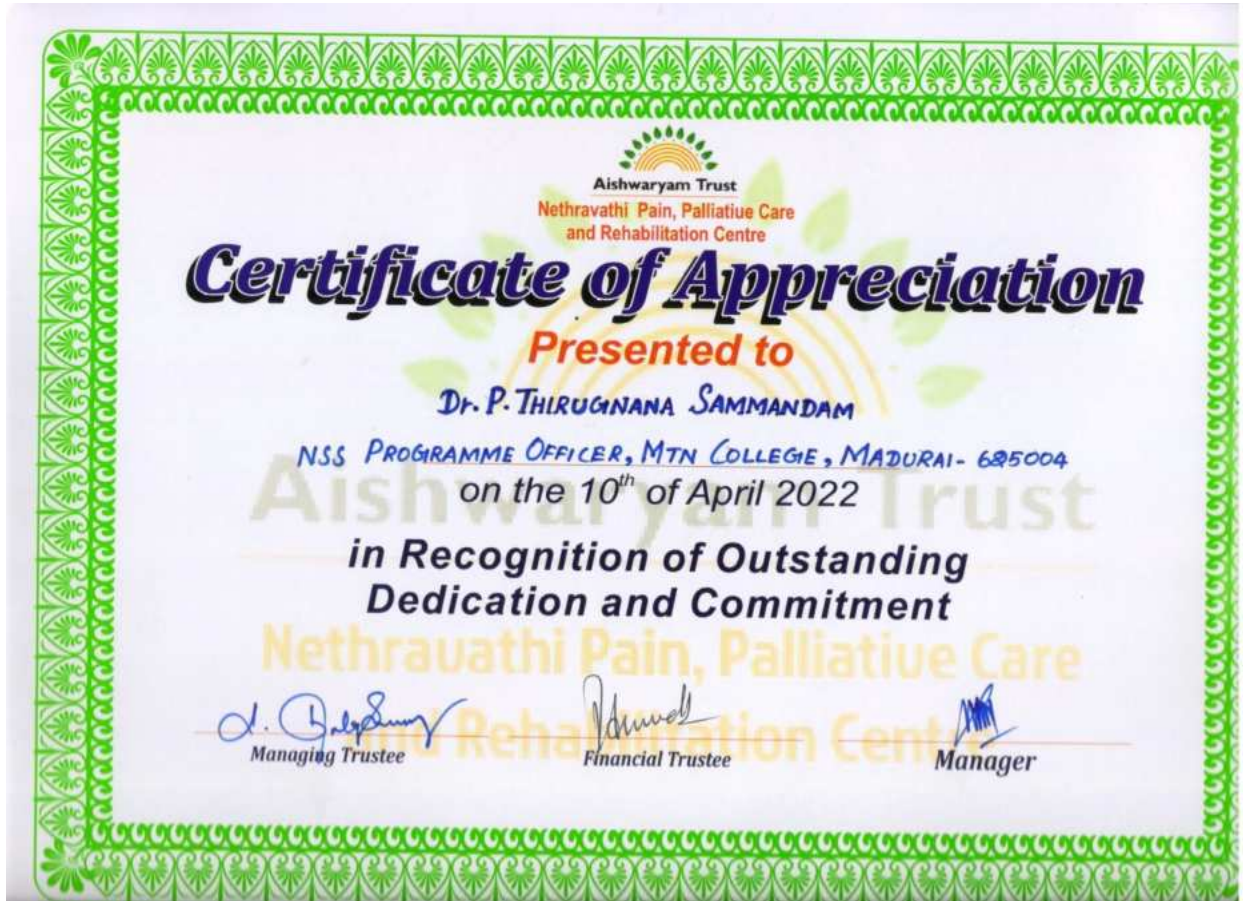 Aishwaryam Trust
Nethravathi Pain, Palliatiue Care
and Rehabilitation Centre
Certificate of Appreciation
Presented to
Dr. P. THIRUGNANA SAMMANDAM
NSS PROGRAMME OFFICER, MTN COLLEGE, MADURAI- 625004
on the 10th of April 2022
Aishwaryam Trust
in Recognition of Outstanding
Dedication and Commitment
Nethrauathi Pain, Palliatiue Care
and Rehabilitation Centre
Managing Trustee
Financial Trustee
Manager